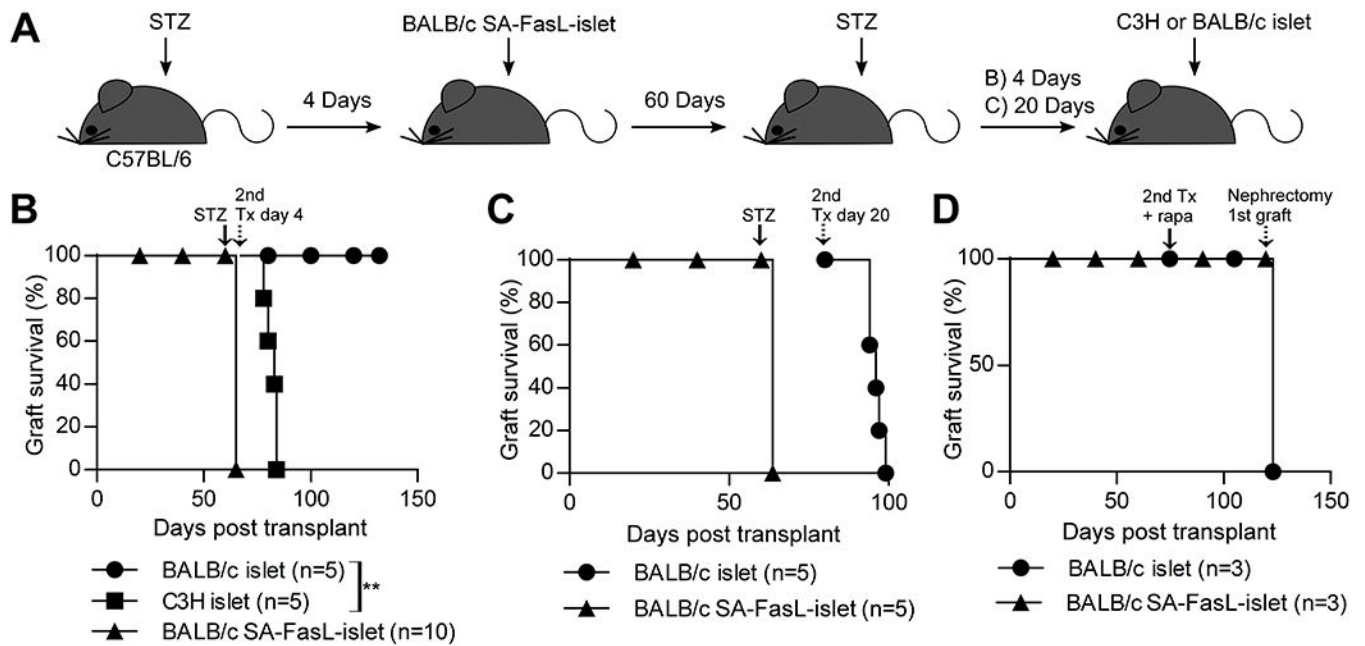 A
STZ
BALB/c SA-FasL-islet
STZ
C3H or BALB/c islet
4 Days
60 Days
B) 4 Days
C) 20 Days
C57BL/6
B
STZ
2nd
Tx day 4
Graft survival (%)
100
80
60
40
20
0
0
50
100
150
Days post transplant
BALB/c islet (n=5)
C3H islet (n=5)
**
BALB/c SA-FasL-islet (n=10)
C
STZ
2nd
Tx day 20
Graft survival (%)
100
80
60
40
20
0
0
50
100
Days post transplant
BALB/c islet (n=5)
BALB/c SA-FasL-islet (n=5)
D
2nd Tx
+ rapa
Nephrectomy
1st graft
Graft survival (%)
100
50
0
0
50
100
150
Days post transplant
BALB/c islet (n=3)
BALB/c SA-FasL-islet (n=3)